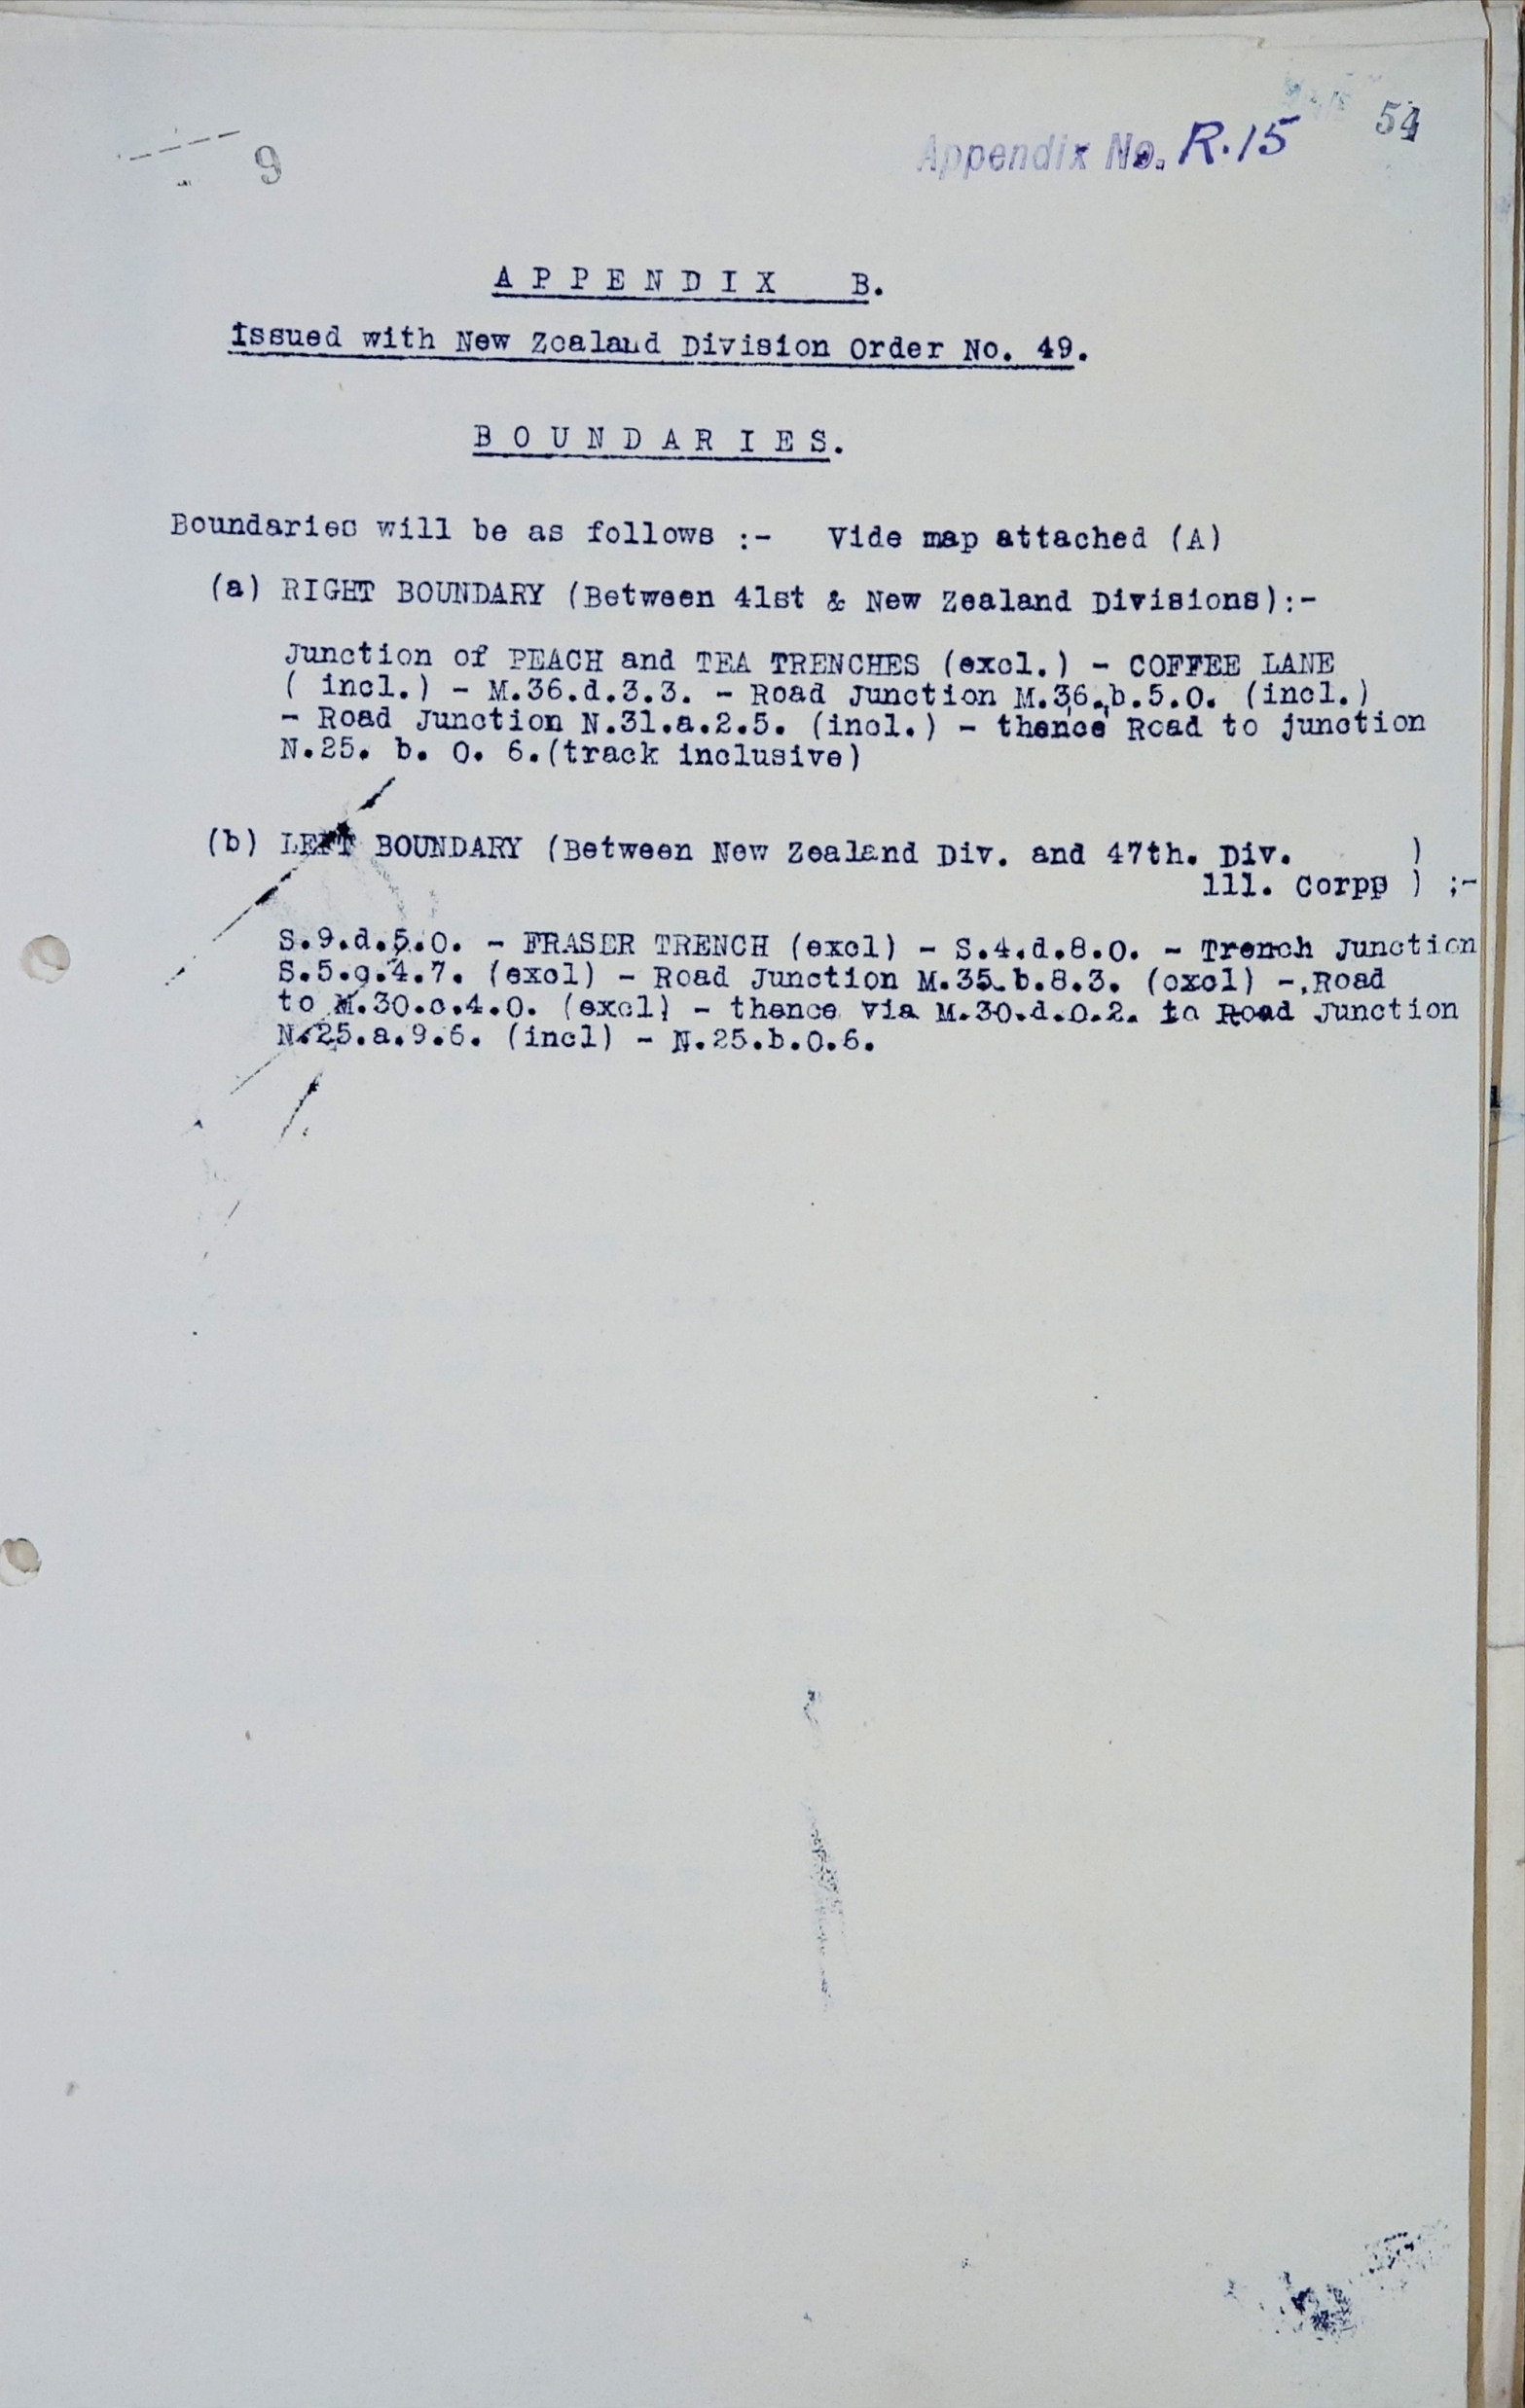 9
Appendix No. R.15
54
A P P E N D I X B.
Issued with New Zealand Division Order No. 49.
B O U N D A R I E S.
Boundaries will be as follows :- Vide map attached (A)
(a) RIGHT BOUNDARY (Between 41st & New Zealand Divisions):-
Junction of PEACH and TEA TRENCHES (excl.) - COFFEE LANE
( incl.) - M.36.d.3.3. - Road Junction M.36.b.5.0. (incl.)
- Road Junction N.31.a.2.5. (incl.) - thence Road to junction
N.25. b. 0. 6.(track inclusive)
(b) LEFT BOUNDARY (Between New Zealand Div. and 47th. Div. )
lll. Corpp ) ;-
S.9.d.5.0. - FRASER TRENCH (excl) - S.4.d.8.0. - Trench Junction
S.5.g.4.7. (excl) - Road Junction M.35.b.8.3. (excl) - Road
to M.30.c.4.0. (excl) - thence via M.30.d.0.2. to Road Junction
N.25.a.9.6. (incl) - N.25.b.0.6.